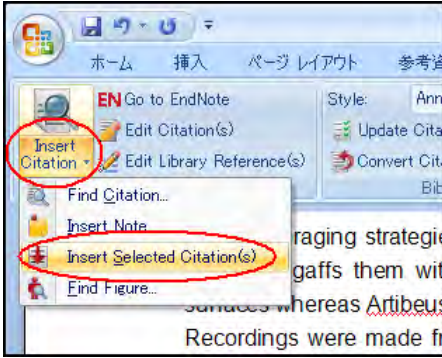 ホーム 挿入 ページ レイアウト 参考
EN Go to EndNote Style: Ann
Edit Citation(s) Update Cita
Insert Citation Edit Library Reference(s) Convert Cita
Bib
Find Citation...
Insert Note... raging strategie
Insert Selected Citation(s) gaffs them wit
Find Figure... surfaces whereas Artibeus
Recordings were made fr